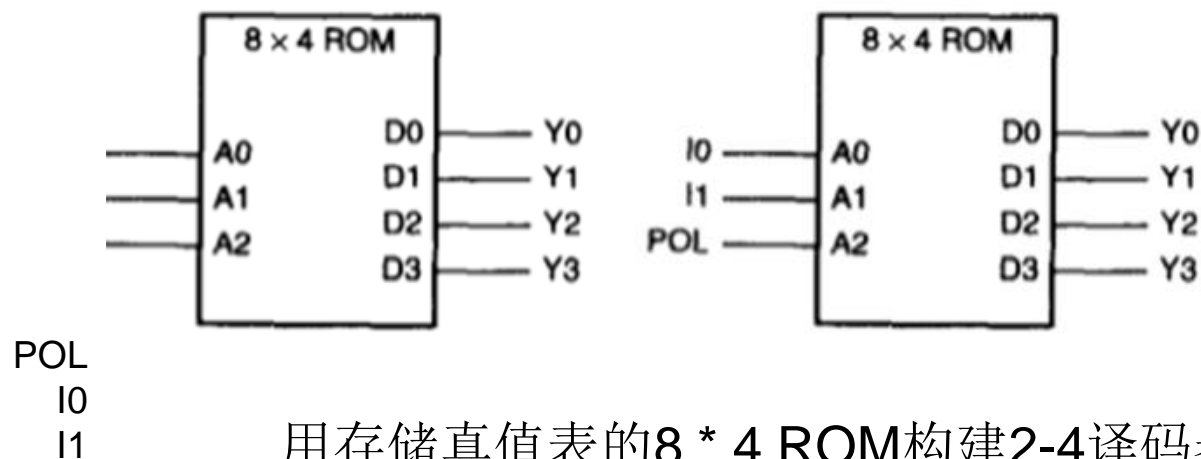 8 × 4 ROM
A0
A1
A2
D0
D1
D2
D3
Y0
Y1
Y2
Y3
8 × 4 ROM
I0
I1
POL
A0
A1
A2
D0
D1
D2
D3
Y0
Y1
Y2
Y3
POL
I0
I1
用存储真值表的8 * 4 ROM构建2-4译码